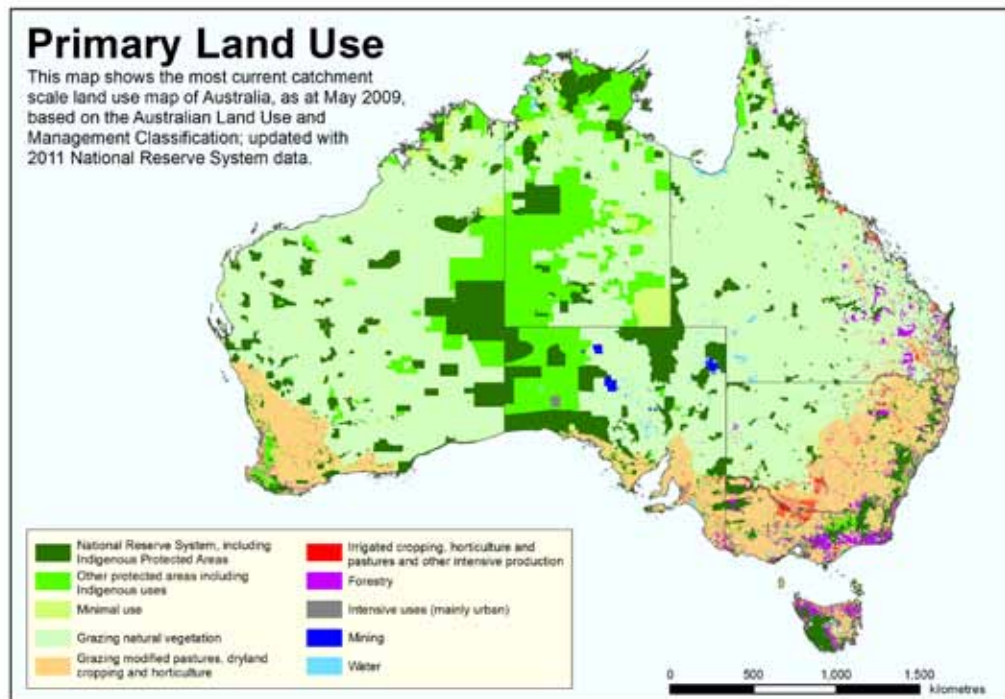 Primary Land Use
This map shows the most current catchment
scale land use map of Australia, as at May 2009,
based on the Australian Land Use and
Management Classification; updated with
2011 National Reserve System data.
National Reserve System, including
Indigenous Protected Areas
Other protected areas including
Indigenous uses
Minimal use
Grazing natural vegetation
Grazing modified pastures, dryland
cropping and horticulture
Irrigated cropping, horticulture and
pastures and other intensive production
Forestry
Intensive uses (mainly urban)
Mining
Water
0 500 1,000 1,500
kilometres